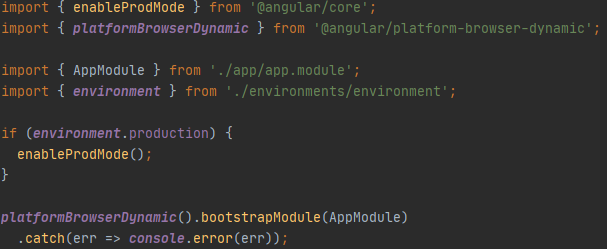 import { enableProdMode } from '@angular/core';
import { platformBrowserDynamic } from '@angular/platform-browser-dynamic';

import { AppModule } from './app/app.module';
import { environment } from './environments/environment';

if (environment.production) {
  enableProdMode();
}

platformBrowserDynamic().bootstrapModule(AppModule)
  .catch(err => console.error(err));